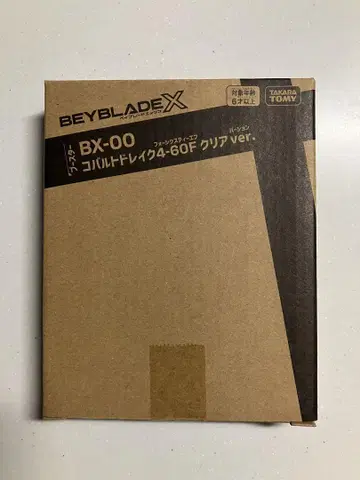 BEYBLADE X
ベイブレードエックス
対象年齢
6才以上
TAKARA
TOMY
ブースター
BX-00
フォーシックスティーエフ
バージョン
コバルトドレイク4-60F クリアver.